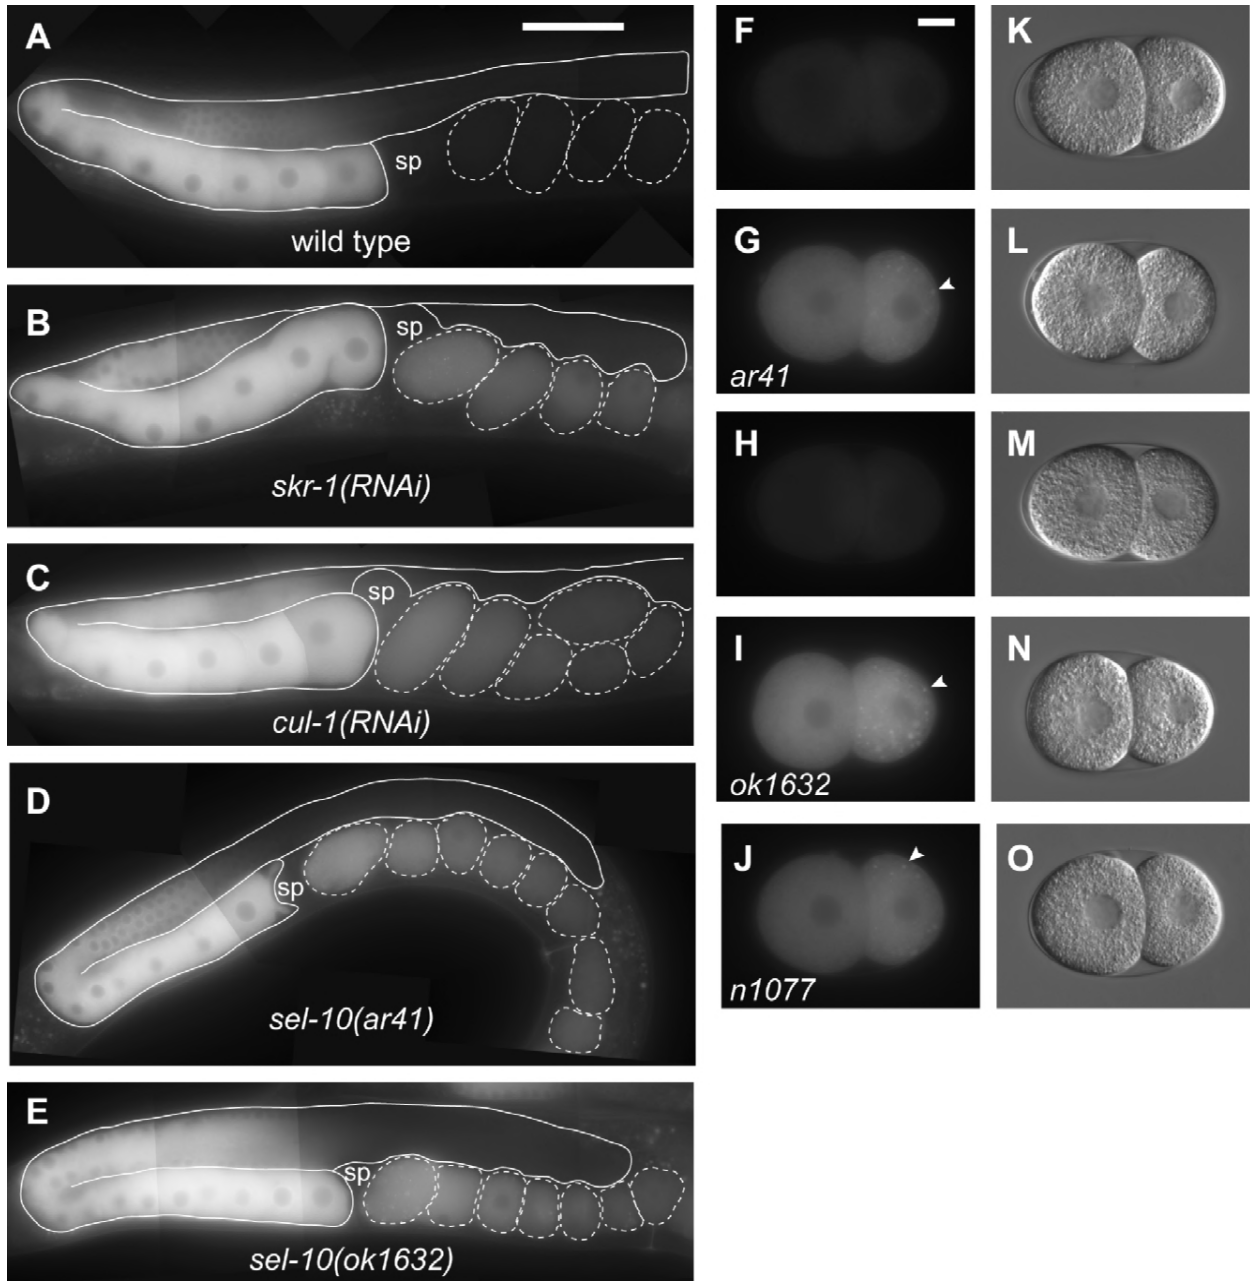 A
sp
wild type
B
sp
skr-1(RNAi)
C
sp
cul-1(RNAi)
D
sp
sel-10(ar41)
E
sp
sel-10(ok1632)
F
K
G
ar41
L
H
M
I
ok1632
N
J
n1077
O